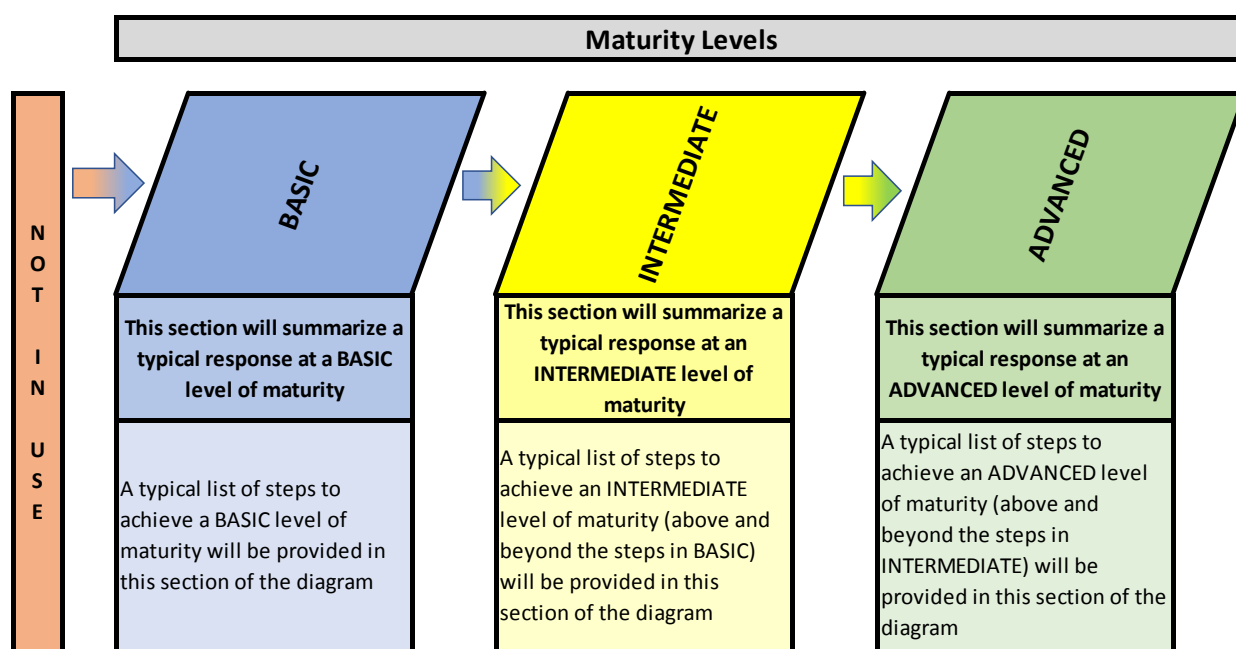 Maturity Levels
NOT IN USE
BASIC
INTERMEDIATE
ADVANCED
This section will summarize a
typical response at a BASIC
level of maturity
This section will summarize a
typical response at an
INTERMEDIATE level of
maturity
This section will summarize a
typical response at an
ADVANCED level of maturity
A typical list of steps to
achieve a BASIC level of
maturity will be provided in
this section of the diagram
A typical list of steps to
achieve an INTERMEDIATE
level of maturity (above and
beyond the steps in BASIC)
will be provided in this
section of the diagram
A typical list of steps to
achieve an ADVANCED level
of maturity (above and
beyond the steps in
INTERMEDIATE) will be
provided in this section of the
diagram